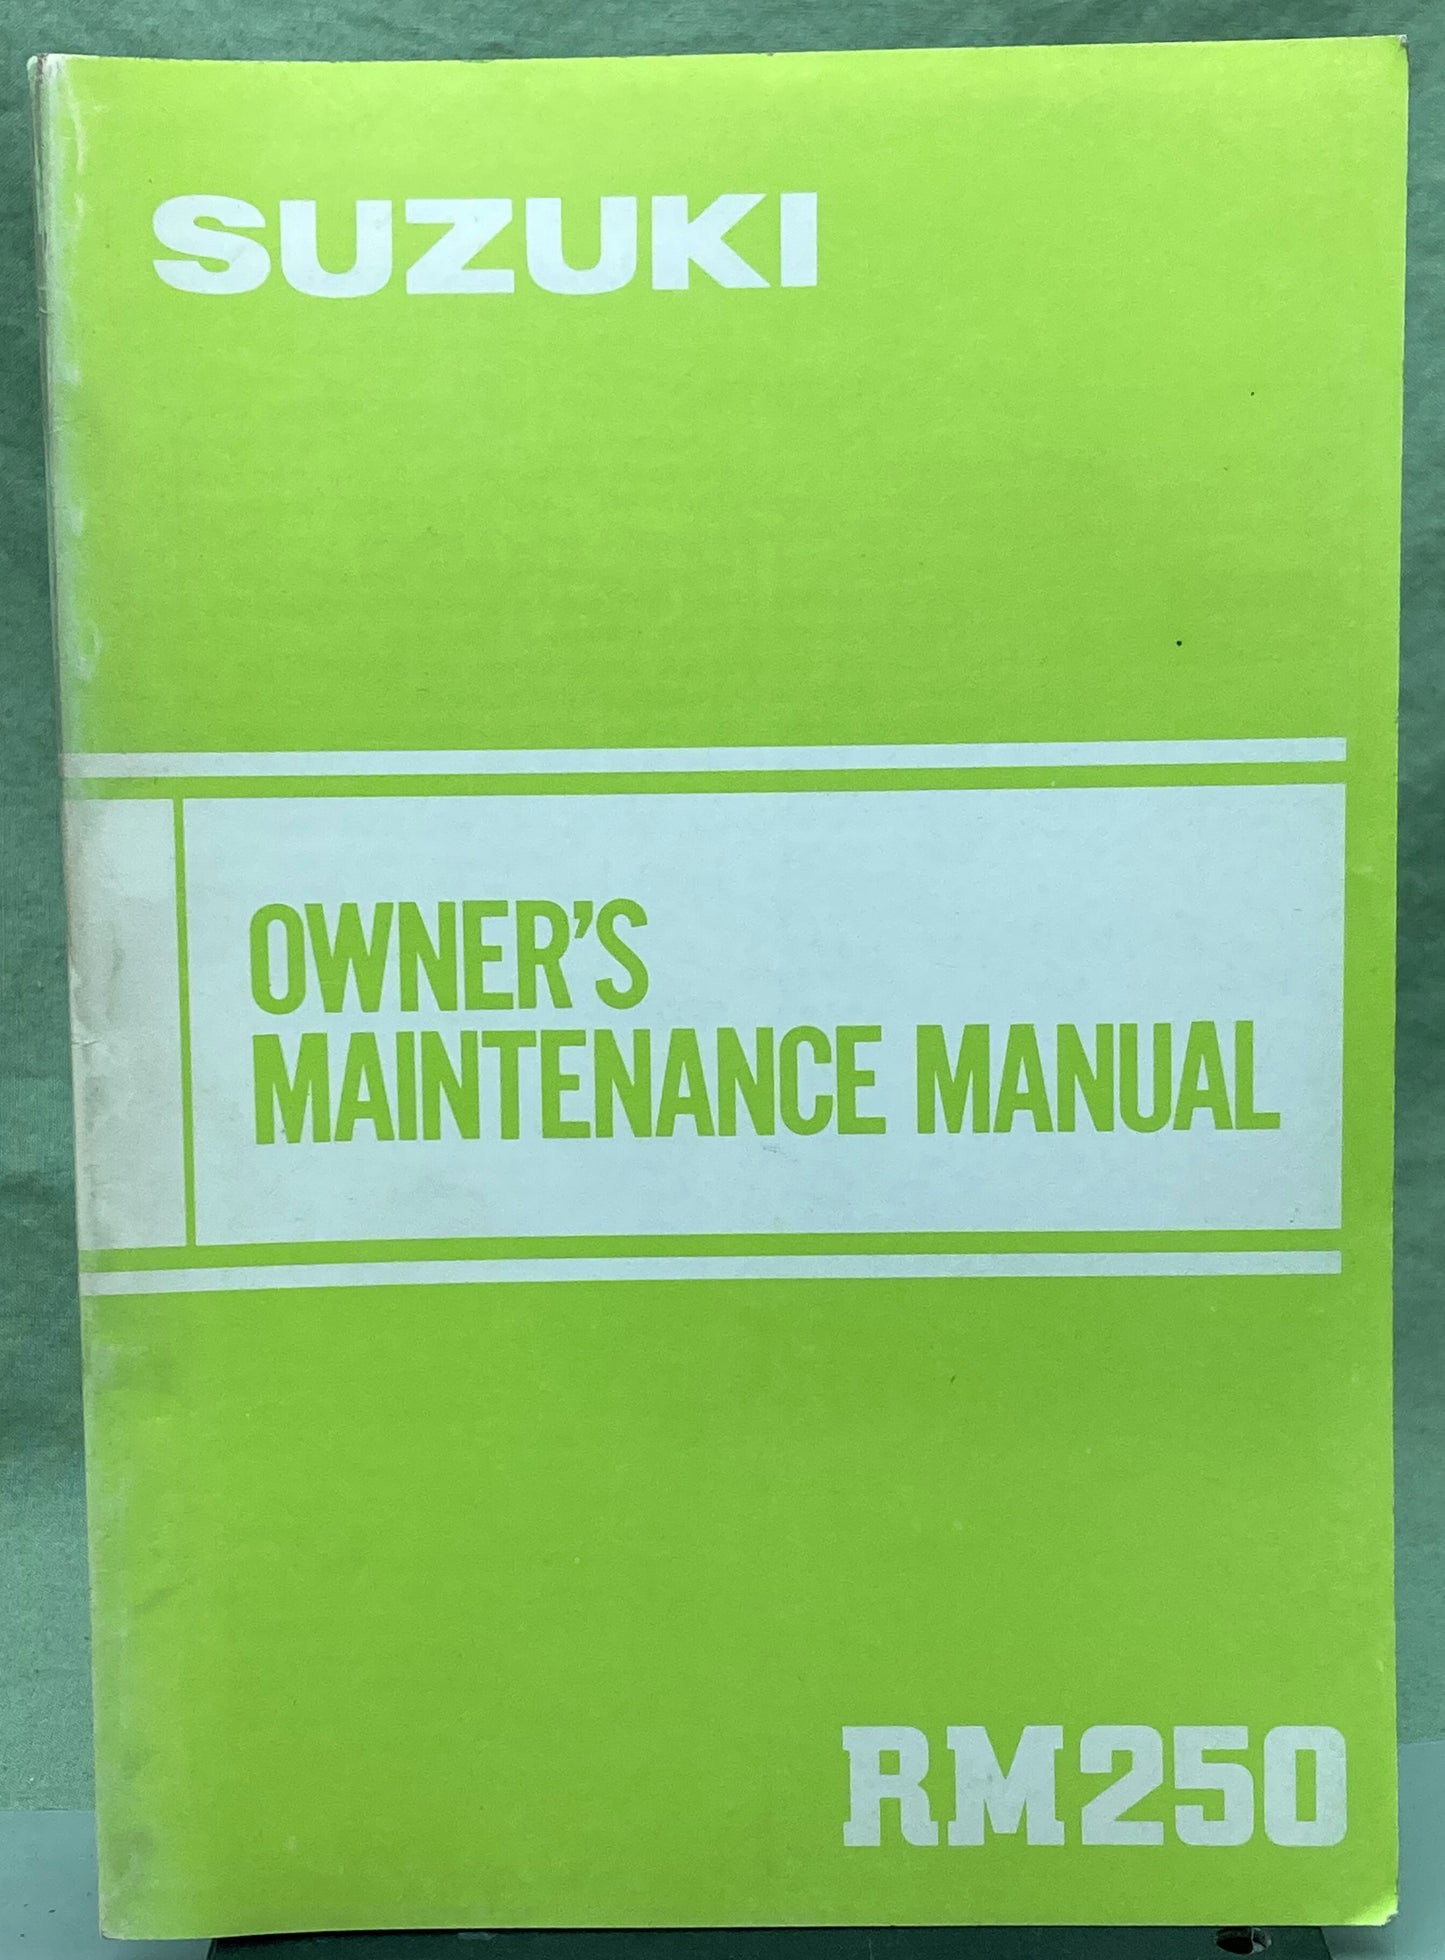 SUZUKI
OWNER'S
MAINTENANCE MANUAL
RM250